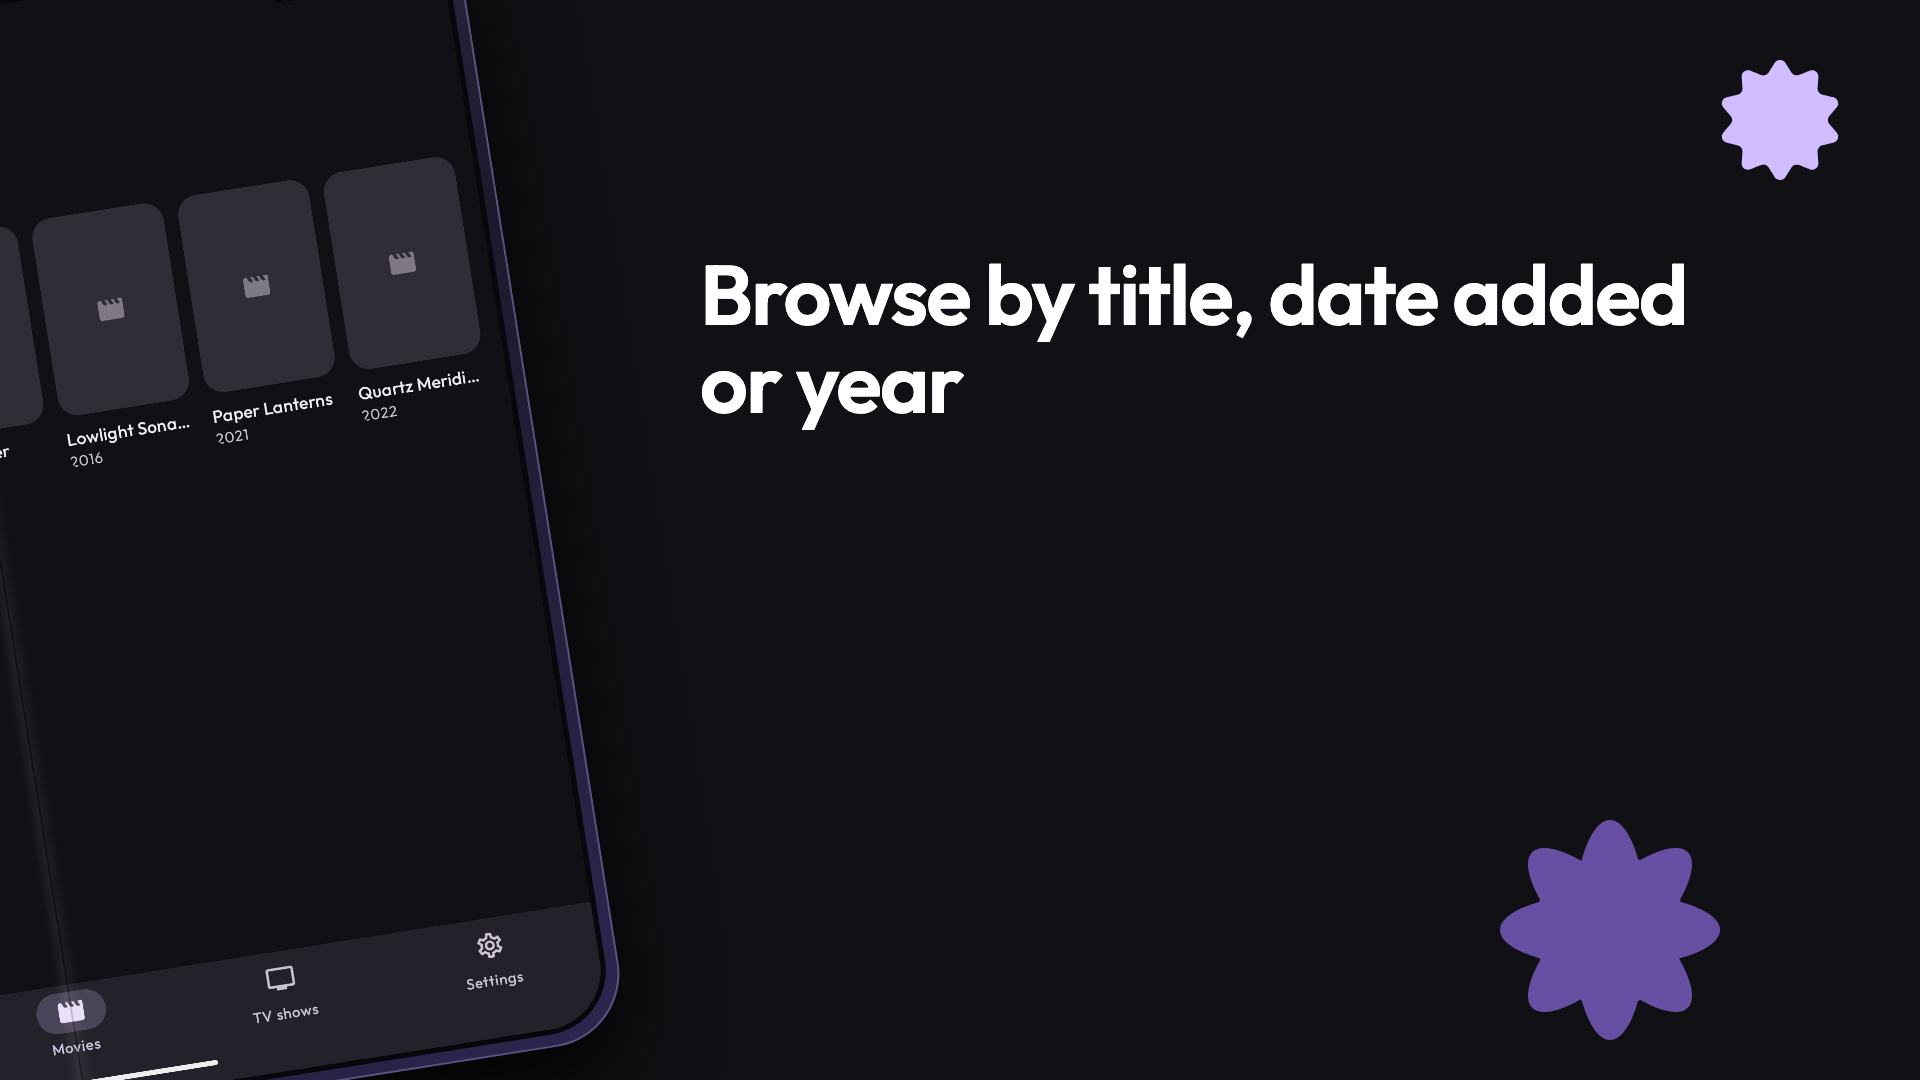 Browse by title, date added
or year
er
Lowlight Sona...
2016
Paper Lanterns
2021
Quartz Meridi...
2022
Movies
TV shows
Settings